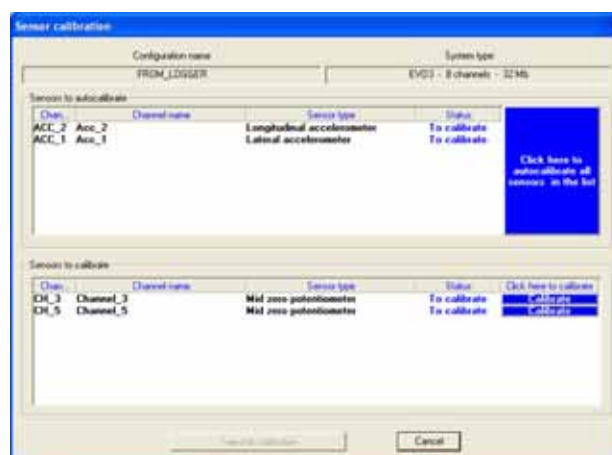 Sensor calibration
Configuration name System type
FROM_LOGGER EVO3 - 8 channels - 32 Mb
Sensors to autocalibrate
Chan... Channel name Sensor type Status
ACC_2 Acc_2 Longitudinal accelerometer To calibrate
ACC_1 Acc_1 Lateral accelerometer To calibrate
Click here to
autocalibrate all
sensors in the list
Sensors to calibrate
Chan... Channel name Sensor type Status Click here to calibrate
CH_3 Channel_3 Mid zero potentiometer To calibrate Calibrate
CH_5 Channel_5 Mid zero potentiometer To calibrate Calibrate
Cancel